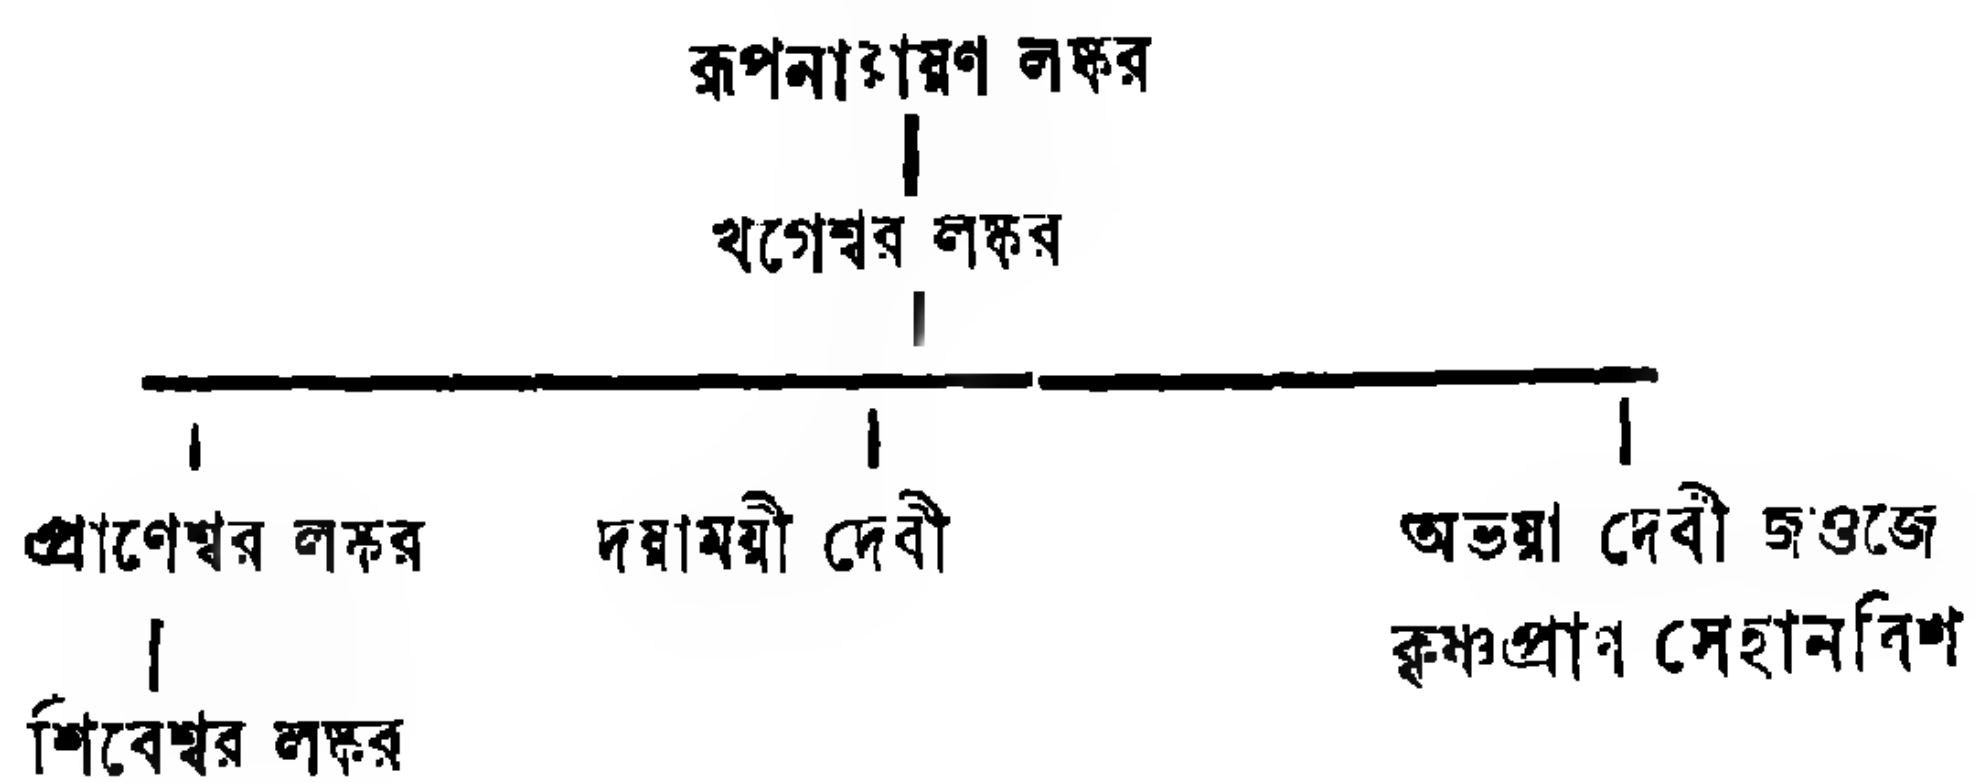 রূপনারায়ণ লস্কর
খগেশ্বর লস্কর
প্রাণেশ্বর লস্কর দয়াময়ী দেবী অভয়া দেবী জওজে
কৃষ্ণপ্রাণ সেহানবিশ
শিবেশ্বর লস্কর